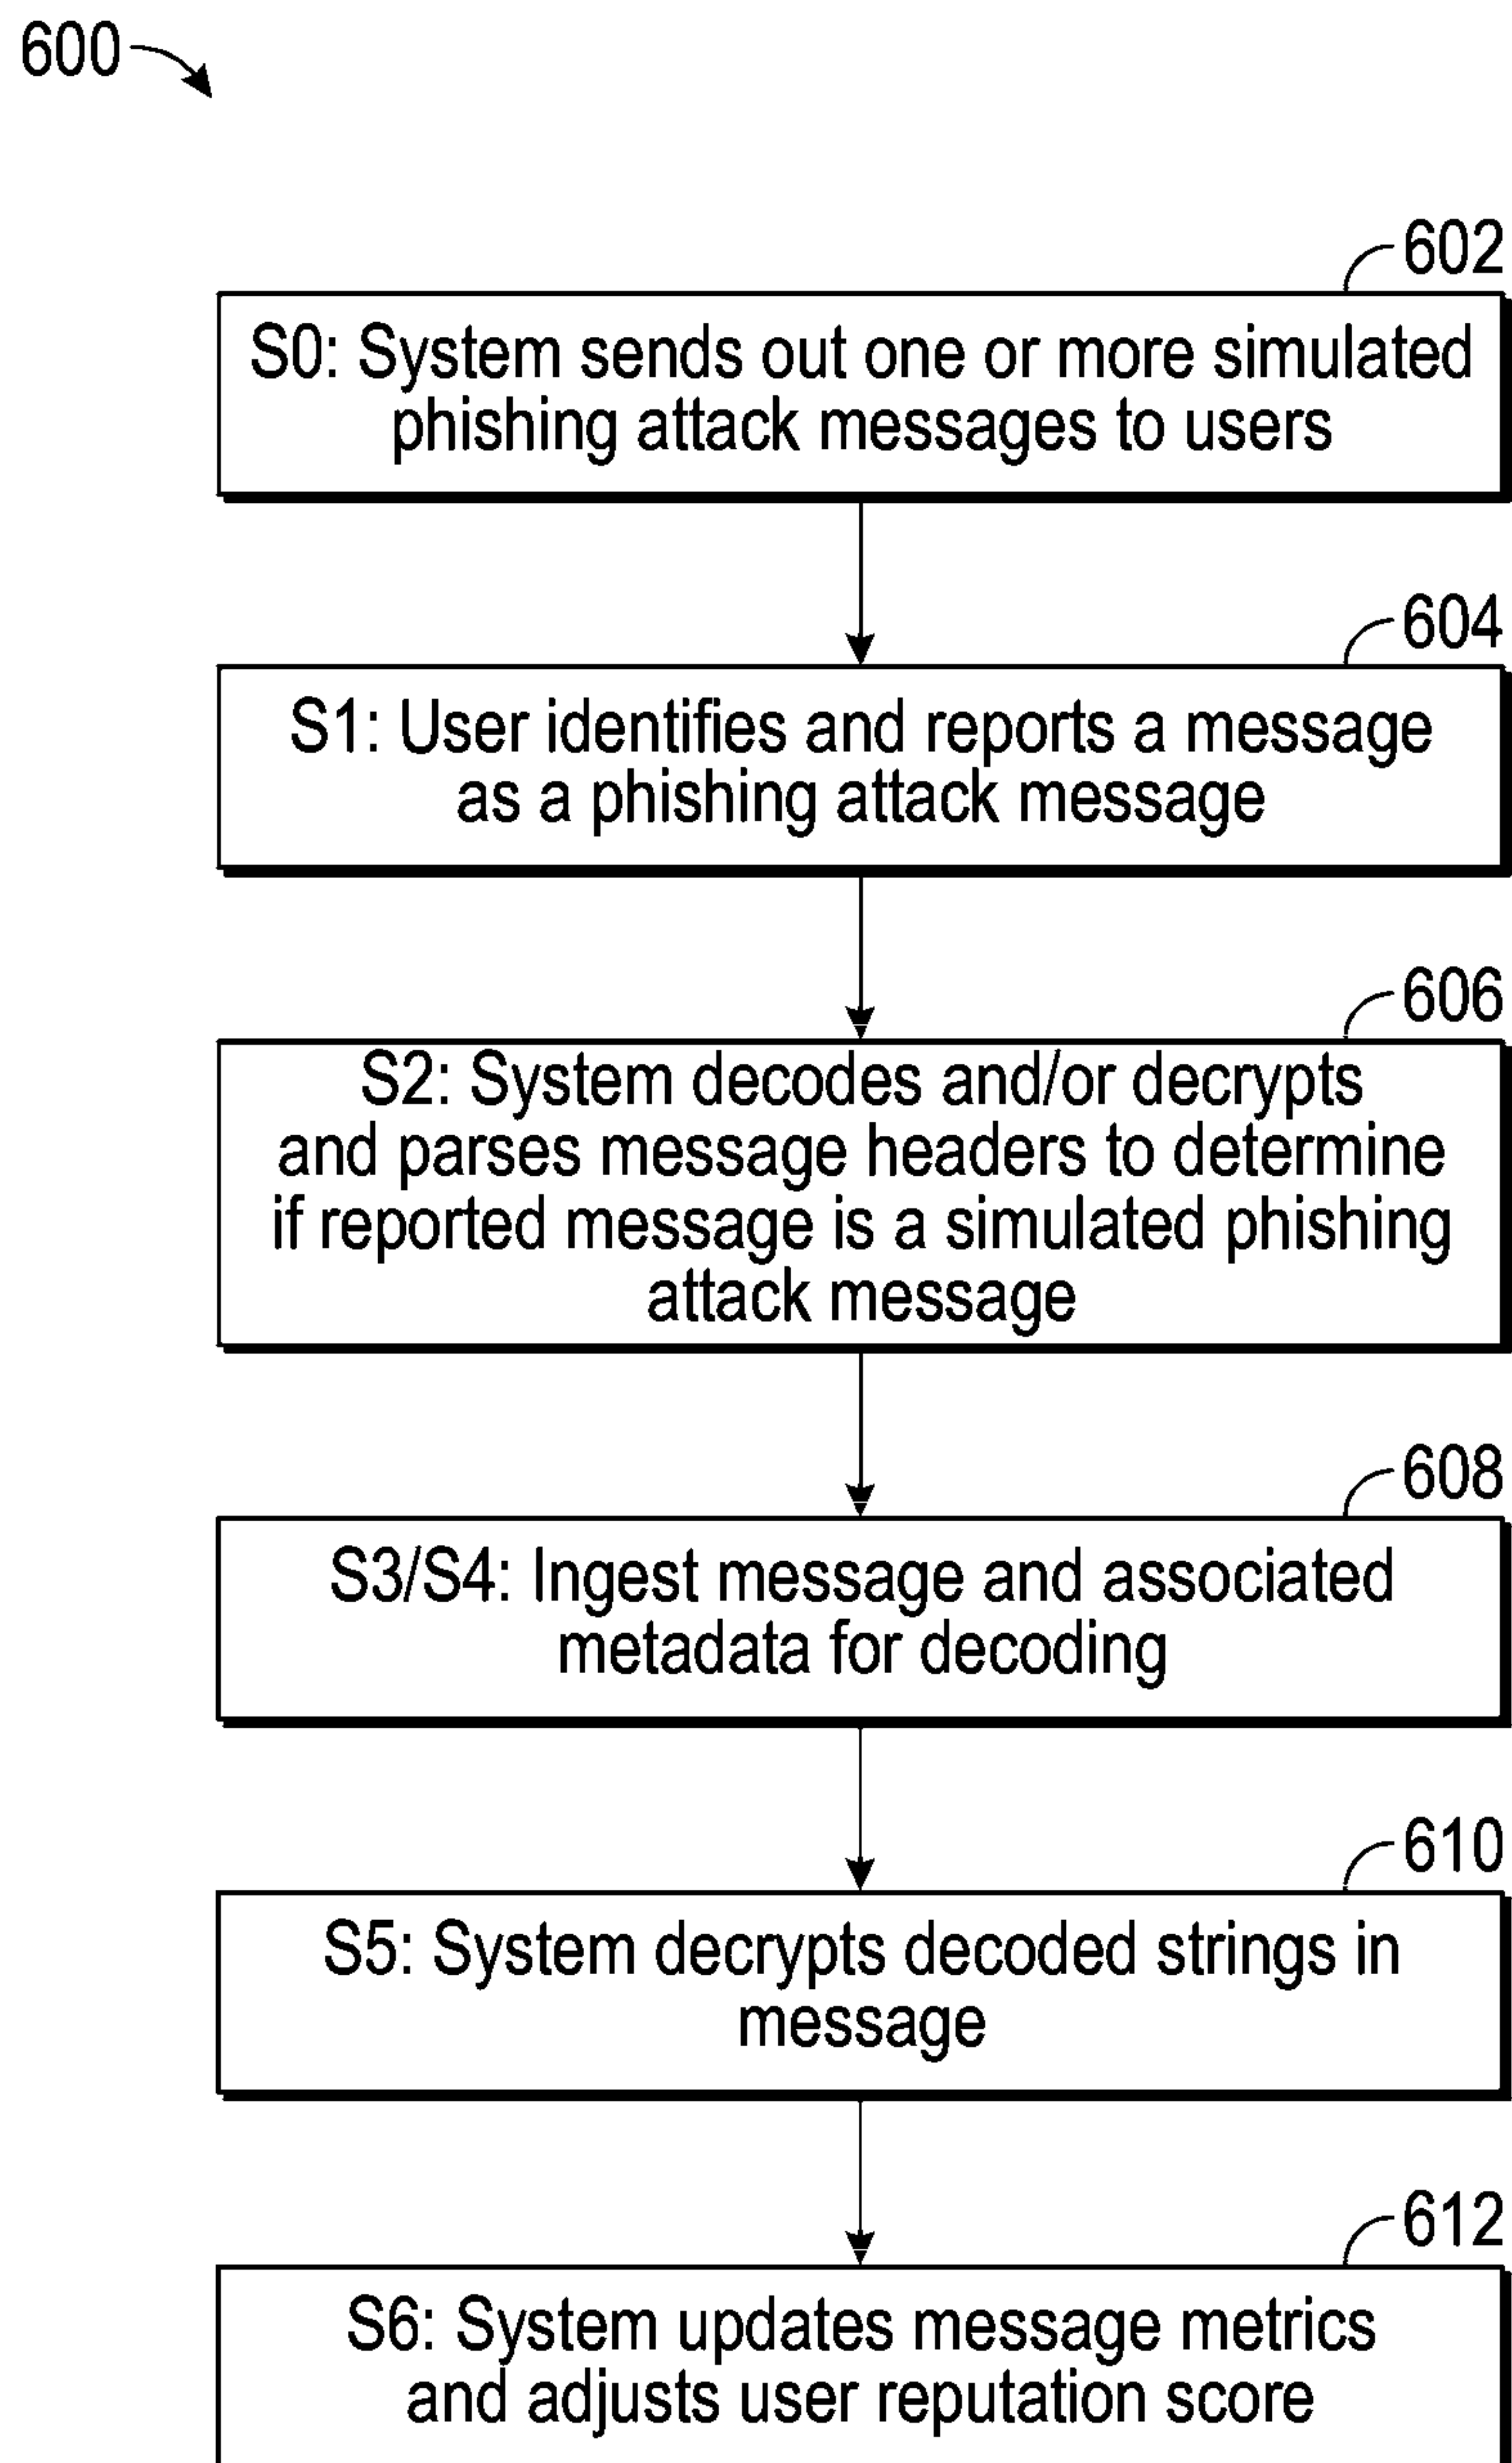 600
602
S0: System sends out one or more simulated
phishing attack messages to users
604
S1: User identifies and reports a message
as a phishing attack message
606
S2: System decodes and/or decrypts
and parses message headers to determine
if reported message is a simulated phishing
attack message
608
S3/S4: Ingest message and associated
metadata for decoding
610
S5: System decrypts decoded strings in
message
612
S6: System updates message metrics
and adjusts user reputation score